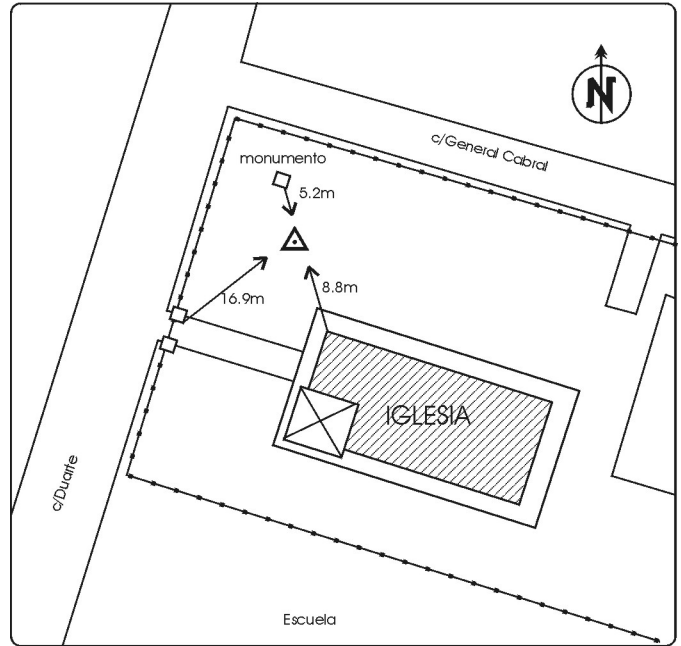 N
c/General Cabral
monumento
5.2m
16.9m
8.8m
IGLESIA
c/Duarte
Escuela